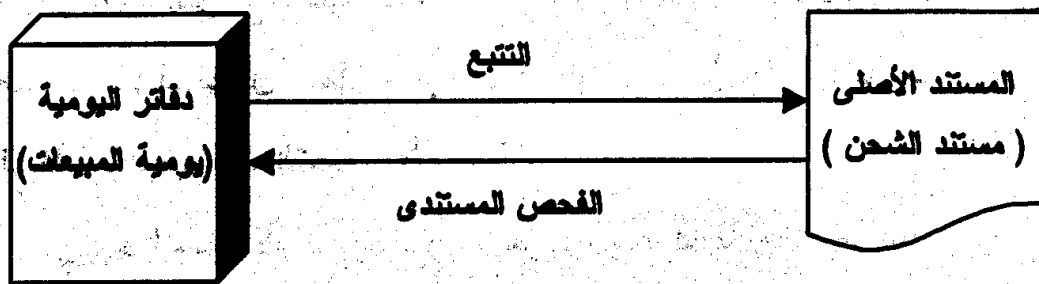 التتبع
المستند الأصلى
( مستند الشحن )
دفاتر اليومية
(يومية المبيعات)
الفحص المستندى